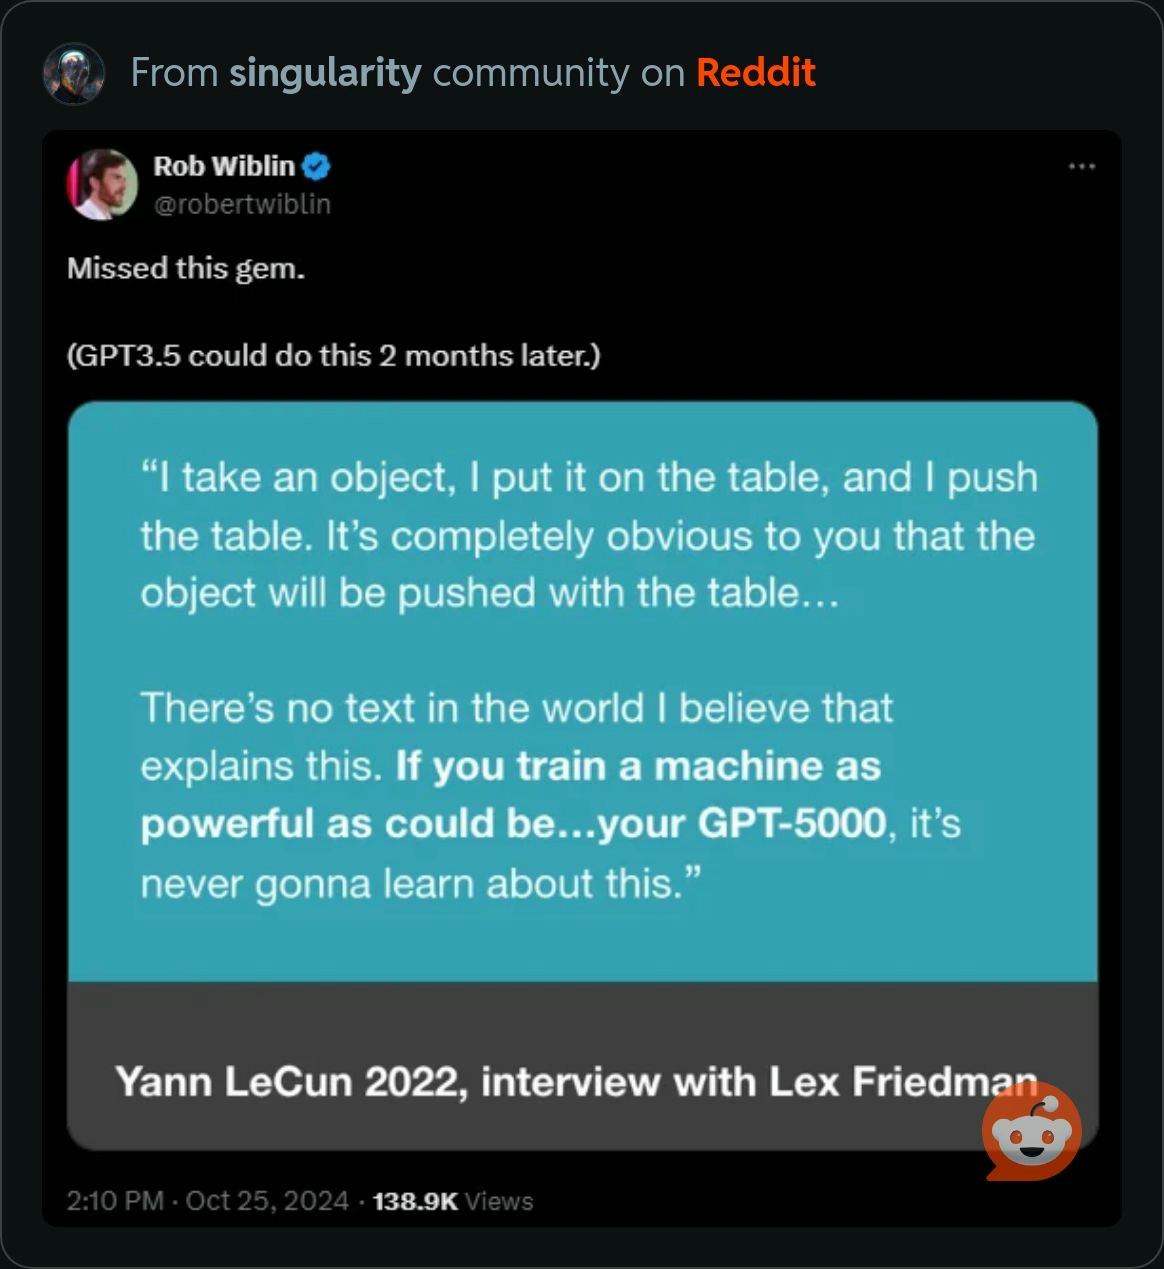 From singularity community on Reddit
Rob Wiblin
@robertwiblin
Missed this gem.
(GPT3.5 could do this 2 months later.)
“I take an object, I put it on the table, and I push
the table. It’s completely obvious to you that the
object will be pushed with the table…
There’s no text in the world I believe that
explains this. If you train a machine as
powerful as could be...your GPT-5000, it’s
never gonna learn about this.”
Yann LeCun 2022, interview with Lex Friedman
2:10 PM · Oct 25, 2024 · 138.9K Views